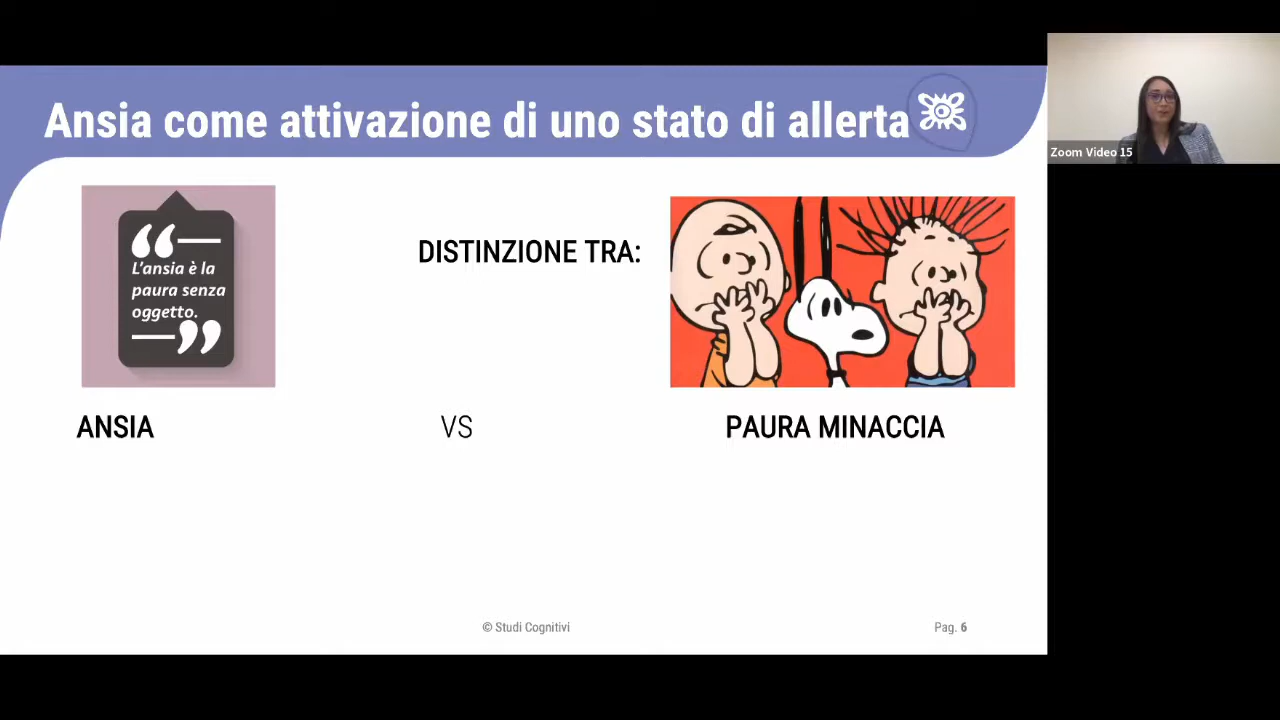 Ansia come attivazione di uno stato di allerta
Zoom Video 15
“
L'ansia è la
paura senza
oggetto.
”
DISTINZIONE TRA:
ANSIA
VS
PAURA MINACCIA
© Studi Cognitivi
Pag. 6